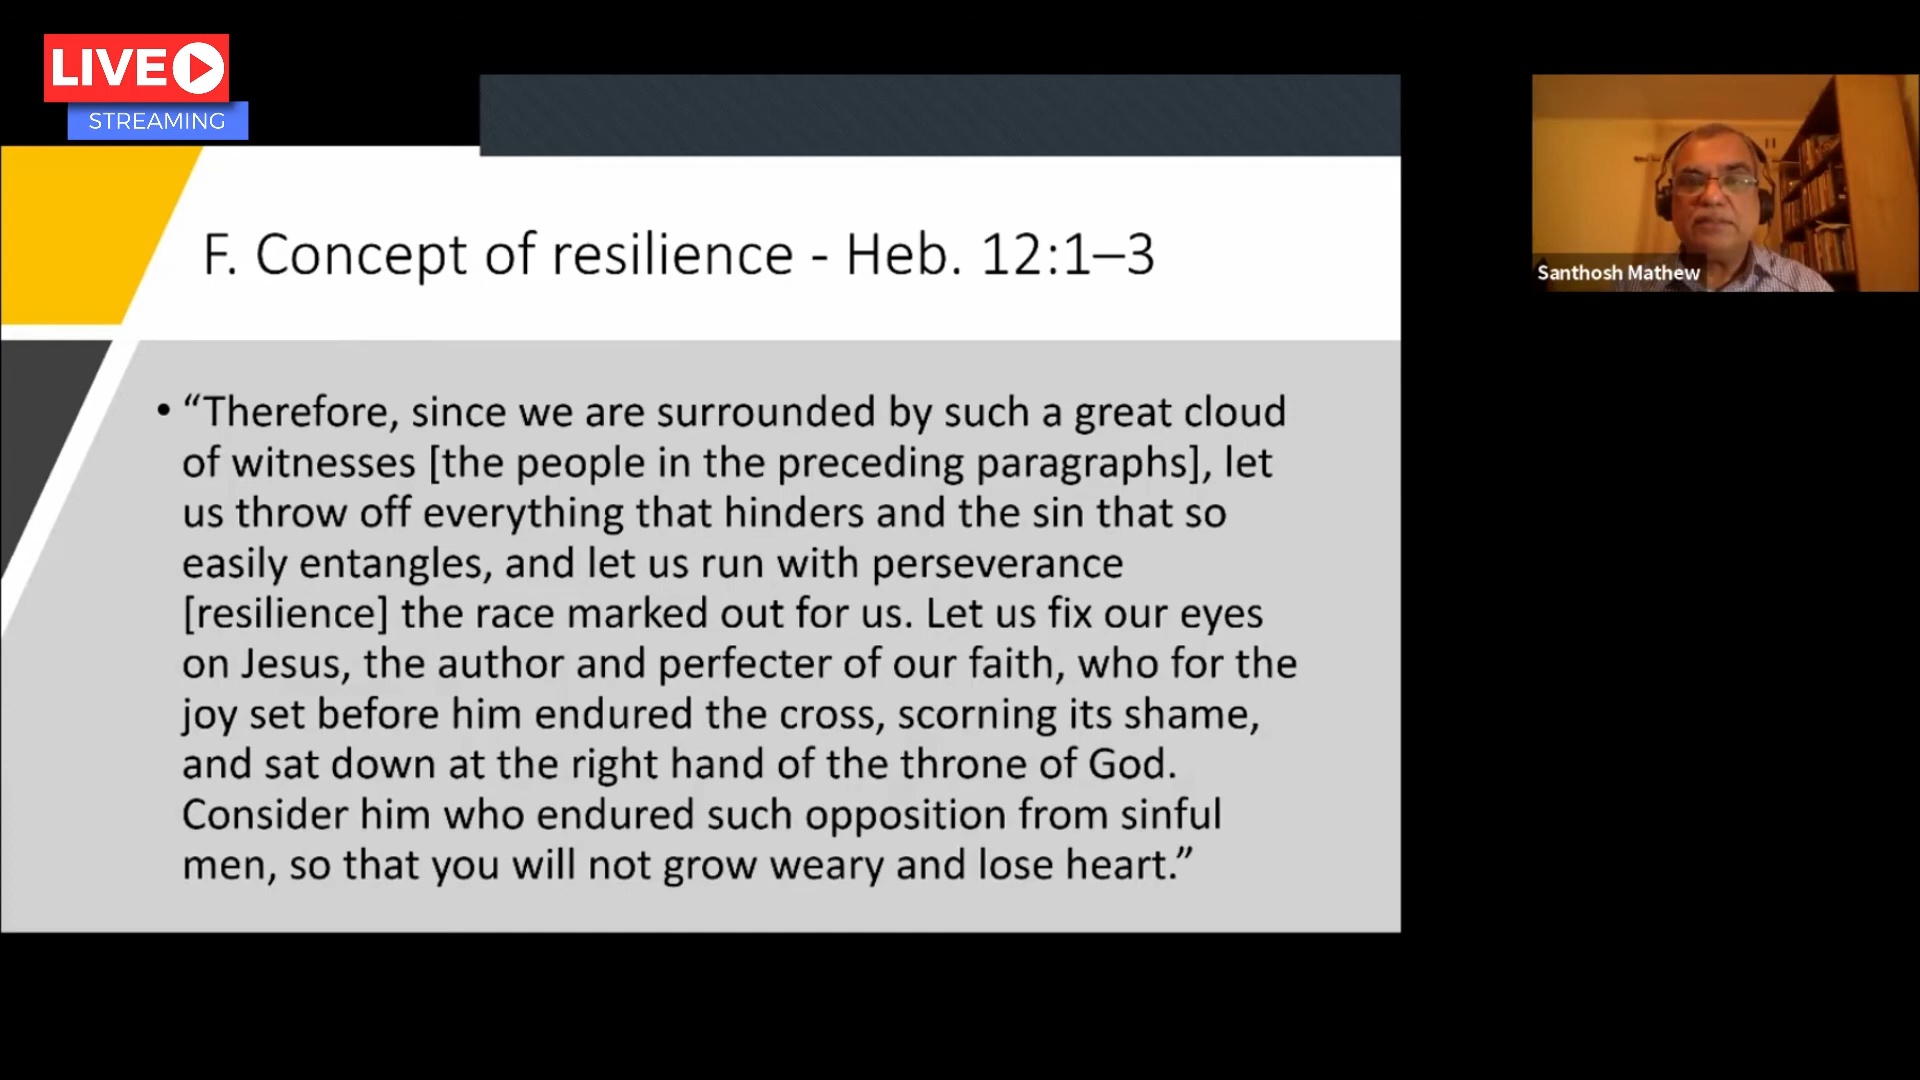 LIVE
STREAMING
F. Concept of resilience - Heb. 12:1–3
• “Therefore, since we are surrounded by such a great cloud
of witnesses [the people in the preceding paragraphs], let
us throw off everything that hinders and the sin that so
easily entangles, and let us run with perseverance
[resilience] the race marked out for us. Let us fix our eyes
on Jesus, the author and perfecter of our faith, who for the
joy set before him endured the cross, scorning its shame,
and sat down at the right hand of the throne of God.
Consider him who endured such opposition from sinful
men, so that you will not grow weary and lose heart.”
Santhosh Mathew